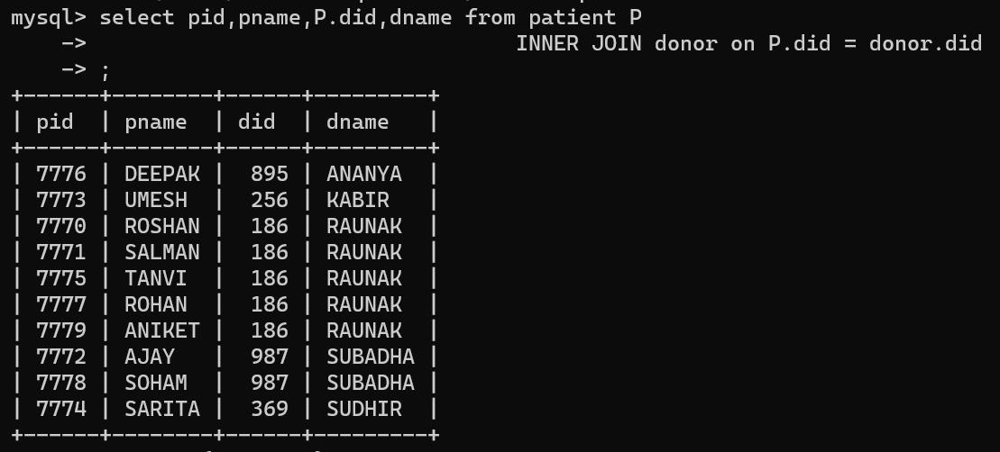 mysql> select pid,pname,P.did,dname from patient P
    ->                                  INNER JOIN donor on P.did = donor.did
    -> ;
+------+--------+------+---------+
| pid  | pname  | did  | dname   |
+------+--------+------+---------+
| 7776 | DEEPAK |  895 | ANANYA  |
| 7773 | UMESH  |  256 | KABIR   |
| 7770 | ROSHAN |  186 | RAUNAK  |
| 7771 | SALMAN |  186 | RAUNAK  |
| 7775 | TANVI  |  186 | RAUNAK  |
| 7777 | ROHAN  |  186 | RAUNAK  |
| 7779 | ANIKET |  186 | RAUNAK  |
| 7772 | AJAY   |  987 | SUBADHA |
| 7778 | SOHAM  |  987 | SUBADHA |
| 7774 | SARITA |  369 | SUDHIR  |
+------+--------+------+---------+